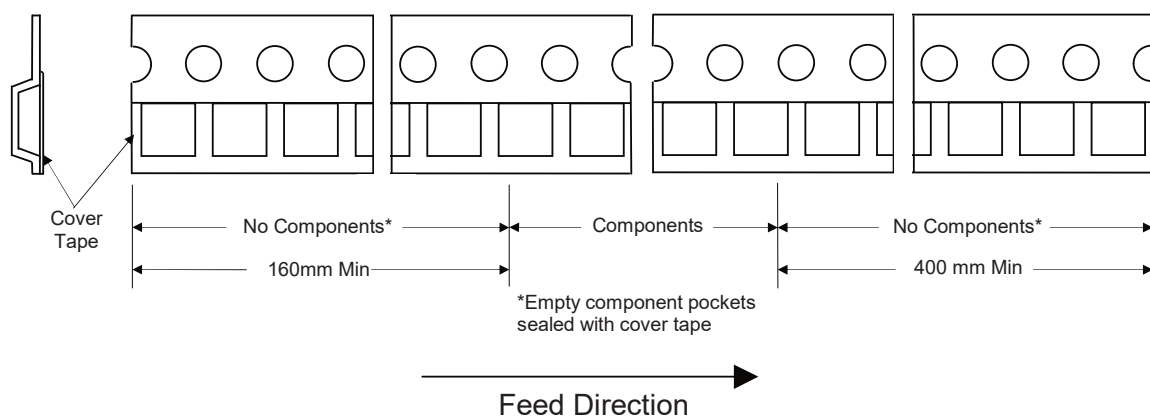 Cover
Tape
No Components*
Components
No Components*
160mm Min
400 mm Min
*Empty component pockets
sealed with cover tape
Feed Direction